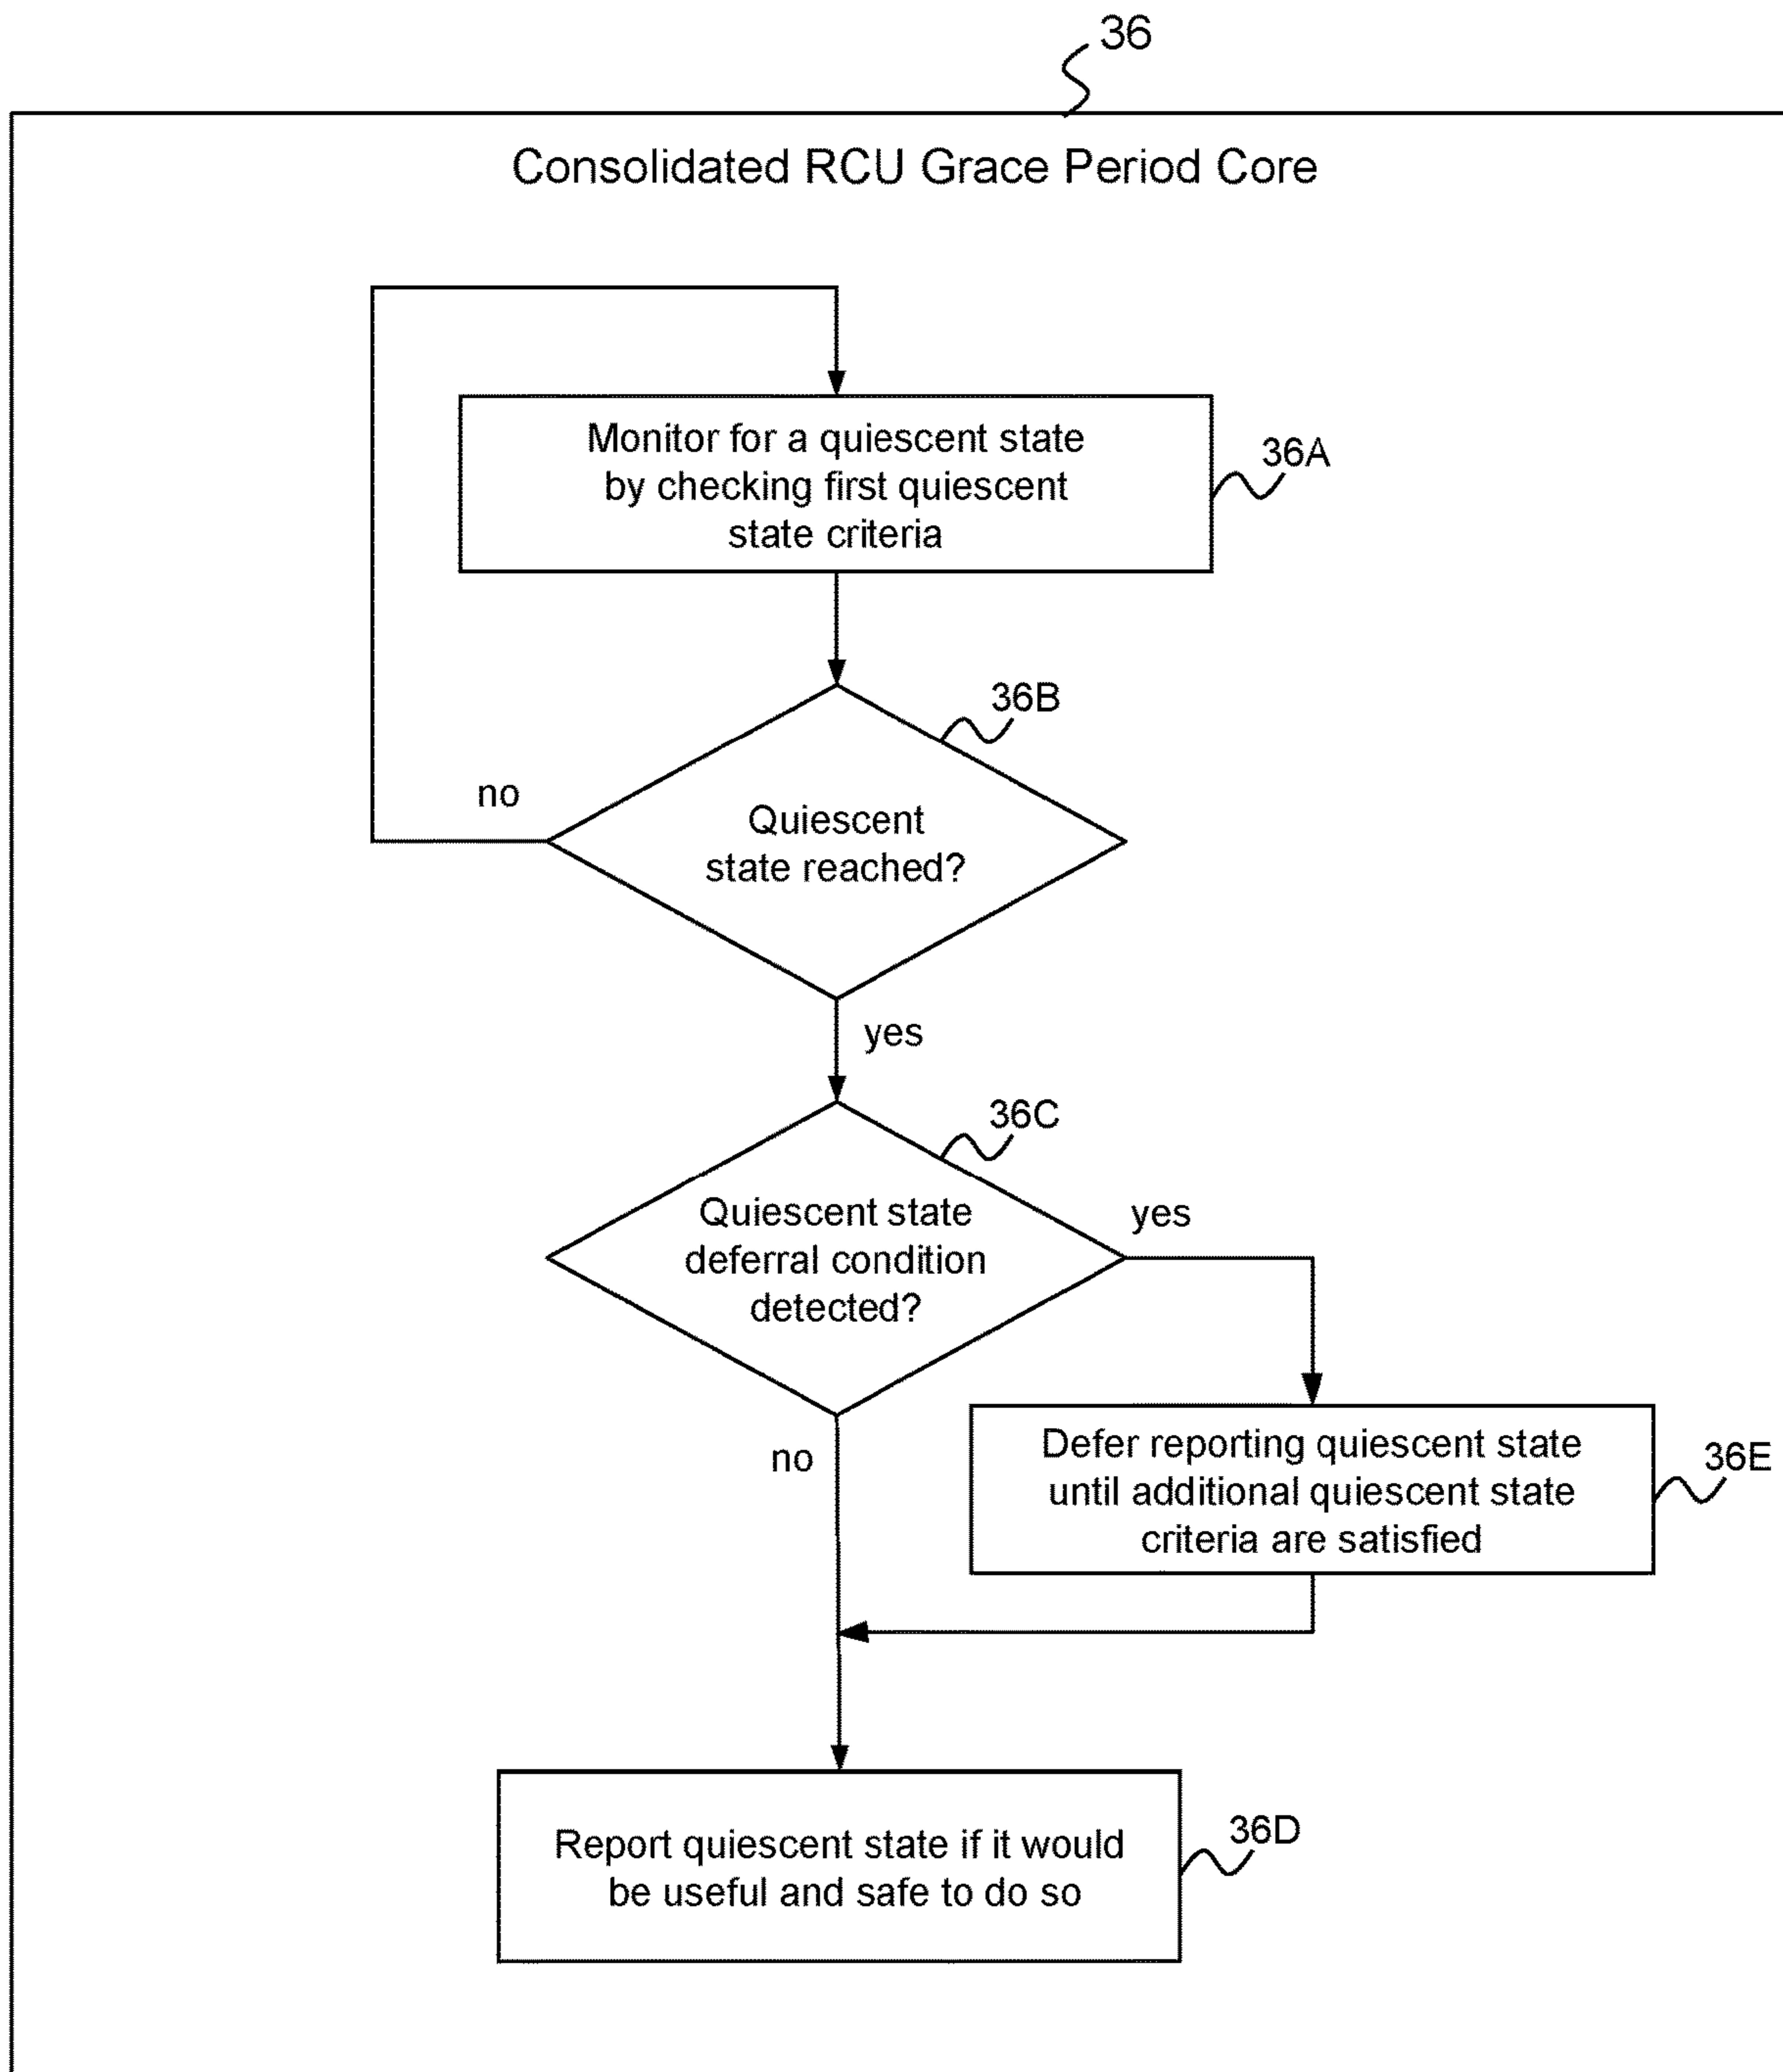 36
Consolidated RCU Grace Period Core
Monitor for a quiescent state
by checking first quiescent
state criteria
36A
36B
no
Quiescent
state reached?
yes
36C
Quiescent state
deferral condition
detected?
yes
no
Defer reporting quiescent state
until additional quiescent state
criteria are satisfied
36E
Report quiescent state if it would
be useful and safe to do so
36D